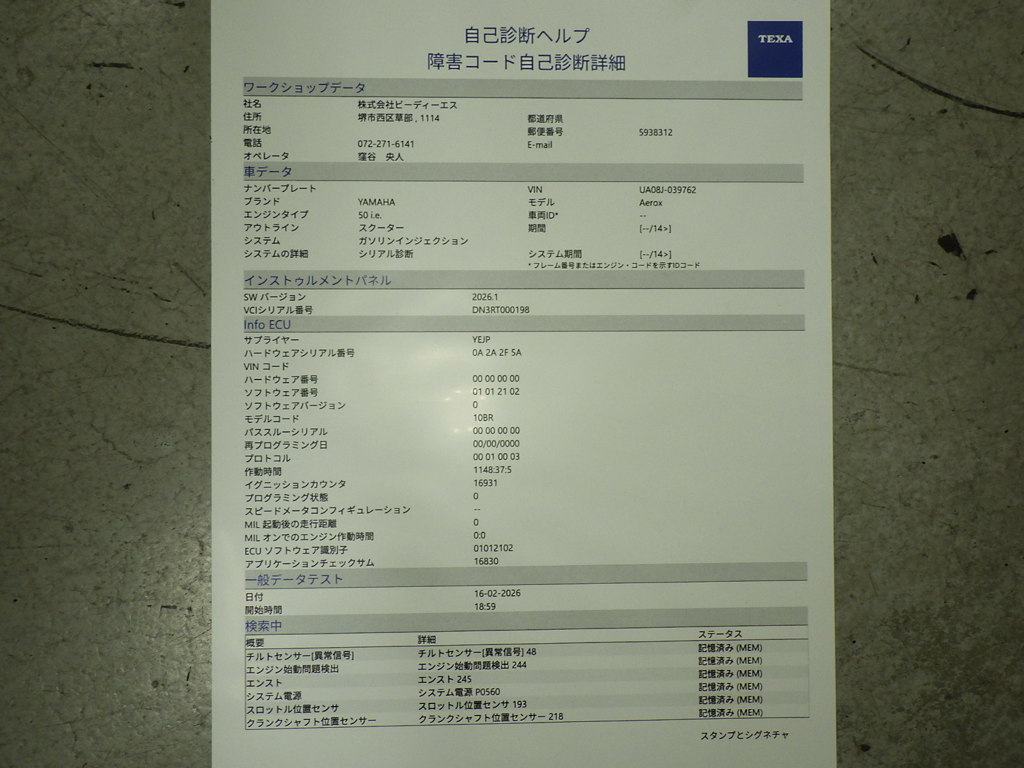 自己診断ヘルプ
障害コード自己診断詳細
TEXA
ワークショップデータ
社名 株式会社ビーディーエス
住所 堺市西区草部 , 1114 都道府県
所在地 郵便番号 5938312
電話 072-271-6141 E-mail
オペレータ 窪谷 央人
車データ
ナンバープレート VIN UA08J-039762
ブランド YAMAHA モデル Aerox
エンジンタイプ 50 i.e. 車両ID* --
アウトライン スクーター 期間 [--/14>]
システム ガソリンインジェクション
システムの詳細 シリアル診断 システム期間 [--/14>]
* フレーム番号またはエンジン・コードを示すIDコード
インストゥルメントパネル
SW バージョン 2026.1
VCIシリアル番号 DN3RT000198
Info ECU
サプライヤー YEJP
ハードウェアシリアル番号 0A 2A 2F 5A
VIN コード
ハードウェア番号 00 00 00 00
ソフトウェア番号 01 01 21 02
ソフトウェアバージョン 0
モデルコード 10BR
パススルーシリアル 00 00 00 00
再プログラミング日 00/00/0000
プロトコル 00 01 00 03
作動時間 1148:37:5
イグニッションカウンタ 16931
プログラミング状態 0
スピードメータコンフィギュレーション --
MIL 起動後の走行距離 0
MIL オンでのエンジン作動時間 0:0
ECU ソフトウェア識別子 01012102
アプリケーションチェックサム 16830
一般データテスト
日付 16-02-2026
開始時間 18:59
検索中
概要 詳細 ステータス
チルトセンサー[異常信号] チルトセンサー[異常信号] 48 記憶済み (MEM)
エンジン始動問題検出 エンジン始動問題検出 244 記憶済み (MEM)
エンスト エンスト 245 記憶済み (MEM)
システム電源 システム電源 P0560 記憶済み (MEM)
スロットル位置センサ スロットル位置センサ 193 記憶済み (MEM)
クランクシャフト位置センサー クランクシャフト位置センサー 218 記憶済み (MEM)
スタンプとシグネチャ